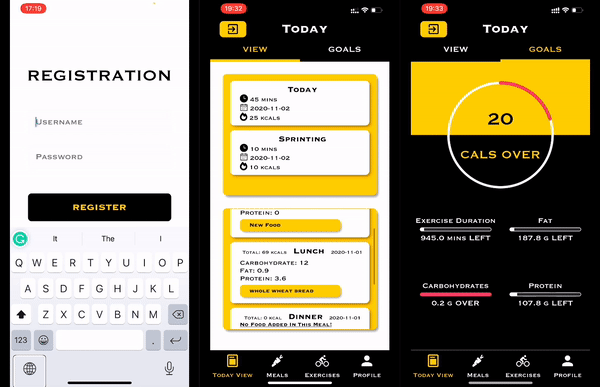 17:19
REGISTRATION
Username
Password
REGISTER
It The I
Q W E R T Y U I O P
A S D F G H J K L
Z X C V B N M
123 , .
19:32
Today
VIEW GOALS
Today
45 mins
2020-11-02
25 kcals
Sprinting
10 mins
2020-11-02
10 kcals
Protein: 0
New Food
Total: 69 kcals Lunch 2020-11-01
Carbohydrate: 12
Fat: 0.9
Protein: 3.6
whole wheat bread
Total: 0 kcal Dinner 2020-11-01
No Food Added in This Meal!
Today View Meals Exercises Profile
19:33
Today
VIEW GOALS
20
CALS OVER
Exercise Duration Fat
945.0 mins LEFT 187.8 g LEFT
Carbohydrates Protein
0.2 g OVER 107.8 g LEFT
Today View Meals Exercises Profile